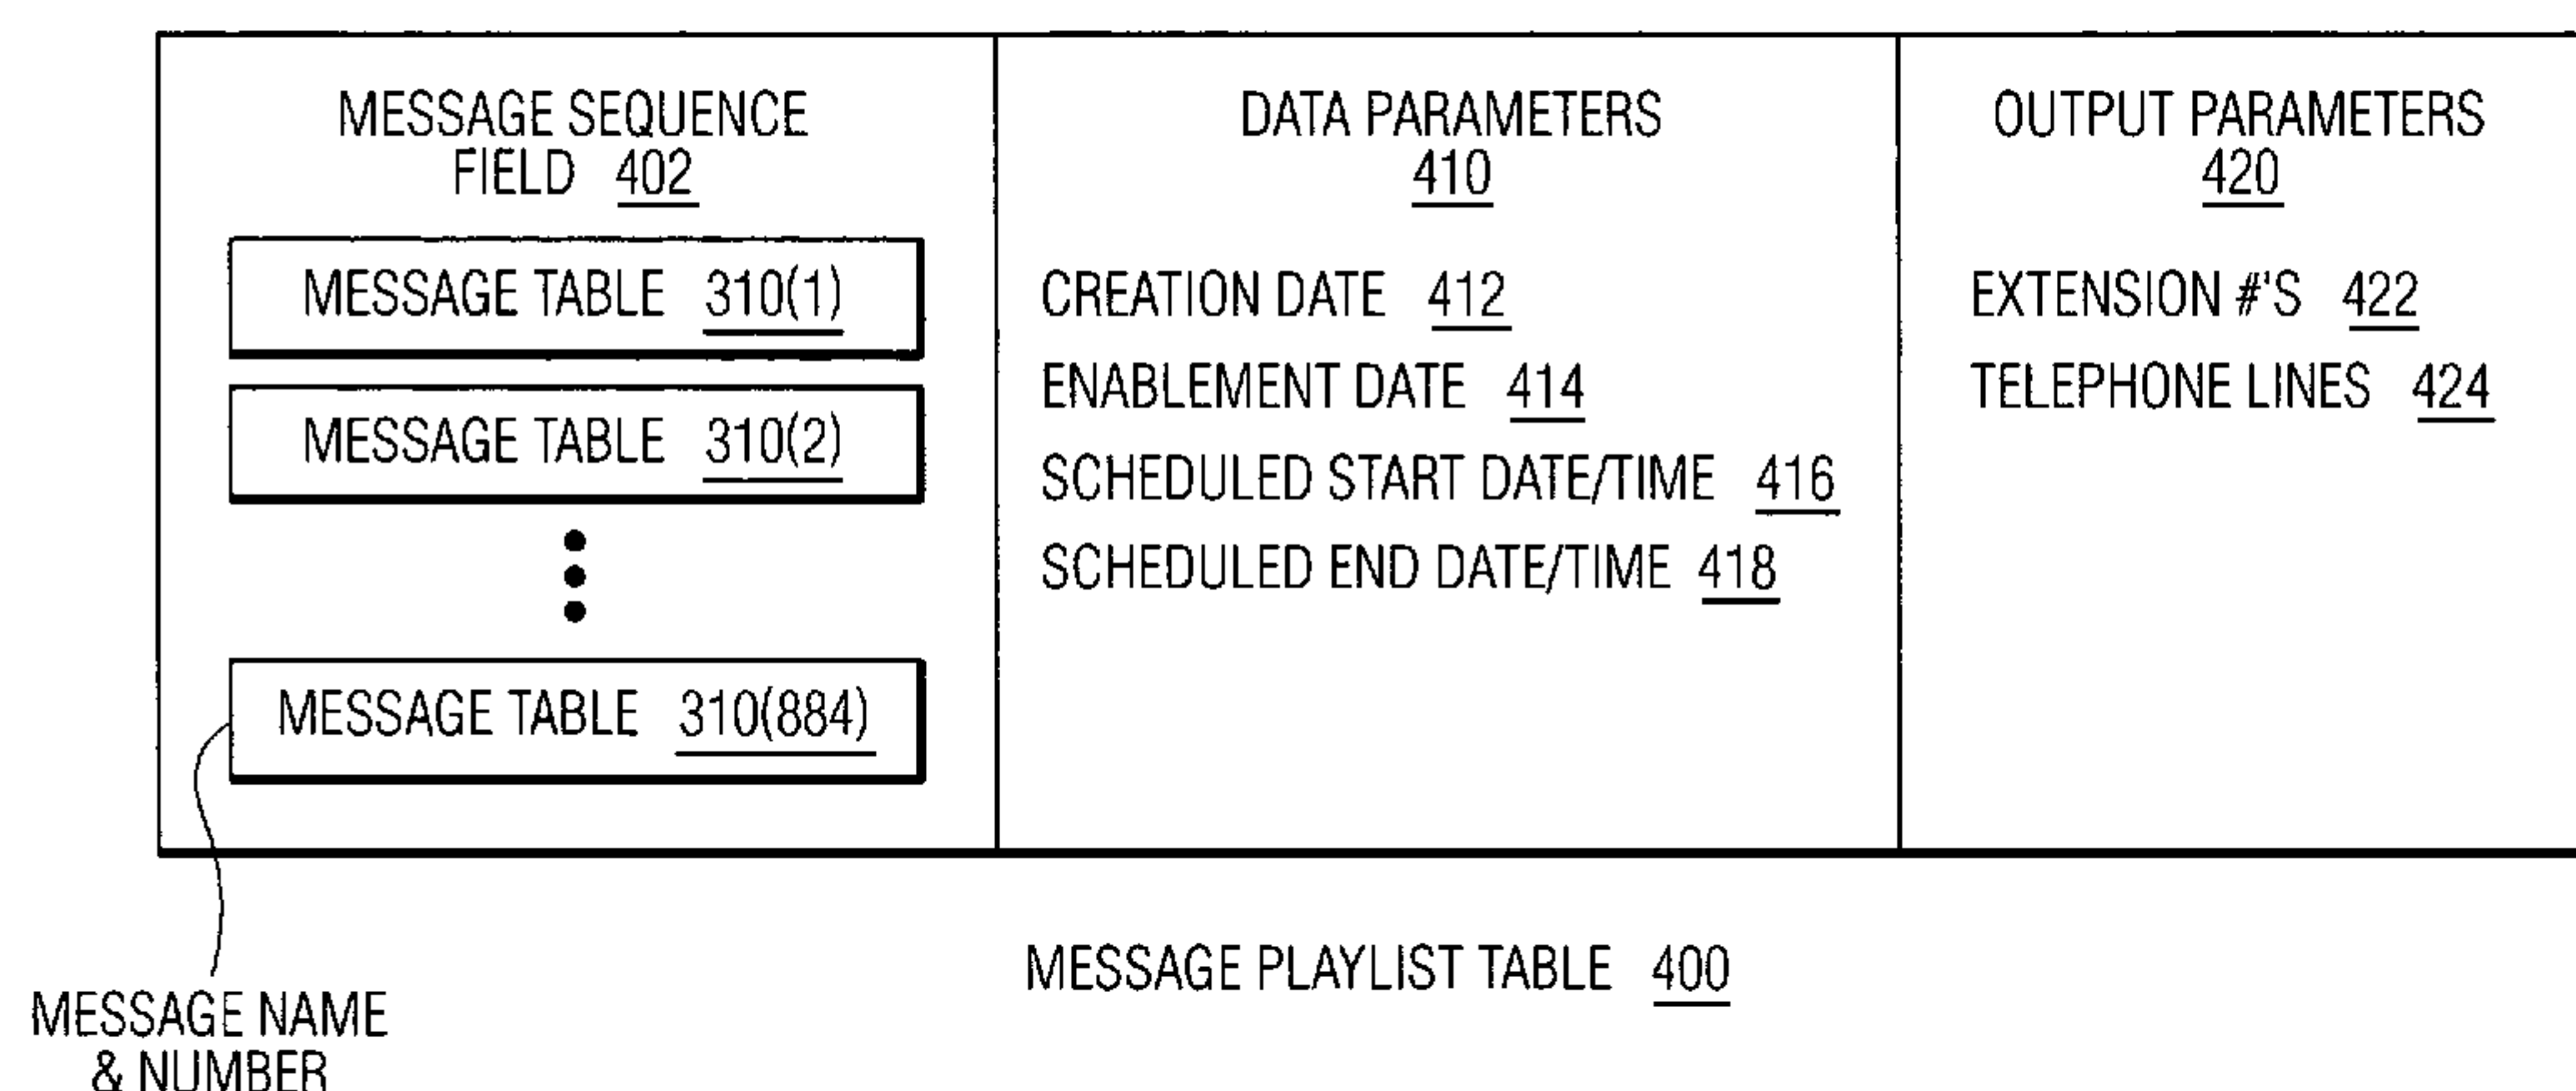 MESSAGE SEQUENCE
FIELD 402
MESSAGE TABLE 310(1)
MESSAGE TABLE 310(2)
MESSAGE TABLE 310(884)
DATA PARAMETERS
410
CREATION DATE 412
ENABLEMENT DATE 414
SCHEDULED START DATE/TIME 416
SCHEDULED END DATE/TIME 418
OUTPUT PARAMETERS
420
EXTENSION #'S 422
TELEPHONE LINES 424
MESSAGE PLAYLIST TABLE 400
MESSAGE NAME
& NUMBER